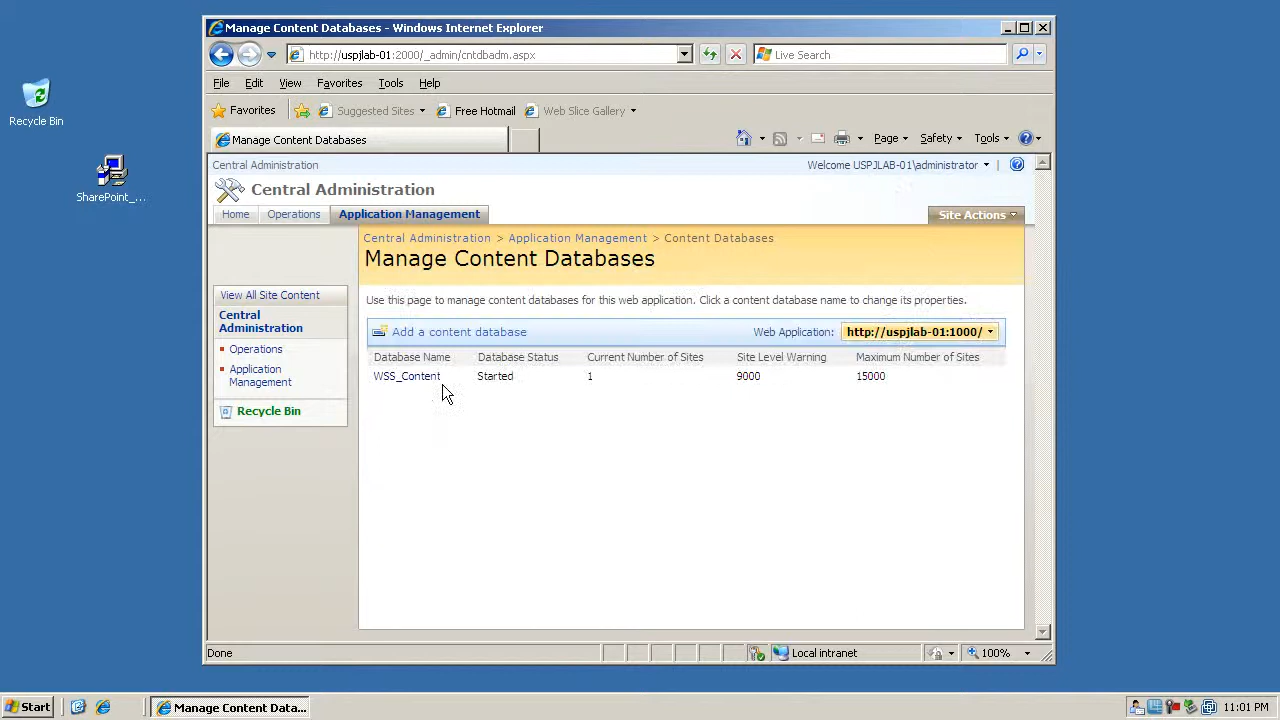 Recycle Bin
SharePoint_...
Manage Content Databases - Windows Internet Explorer
http://uspjlab-01:2000/_admin/cntdbadm.aspx
Live Search
File Edit View Favorites Tools Help
Favorites Suggested Sites Free Hotmail Web Slice Gallery
Manage Content Databases
Page Safety Tools
Central Administration
Welcome USPJLAB-01\administrator
Central Administration
Home Operations Application Management
Site Actions
Central Administration > Application Management > Content Databases
Manage Content Databases
View All Site Content
Central
Administration
Operations
Application
Management
Recycle Bin
Use this page to manage content databases for this web application. Click a content database name to change its properties.
Add a content database
Web Application: http://uspjlab-01:1000/
Database Name Database Status Current Number of Sites Site Level Warning Maximum Number of Sites
WSS_Content Started 1 9000 15000
Done
Local intranet
100%
Start
Manage Content Data...
11:01 PM